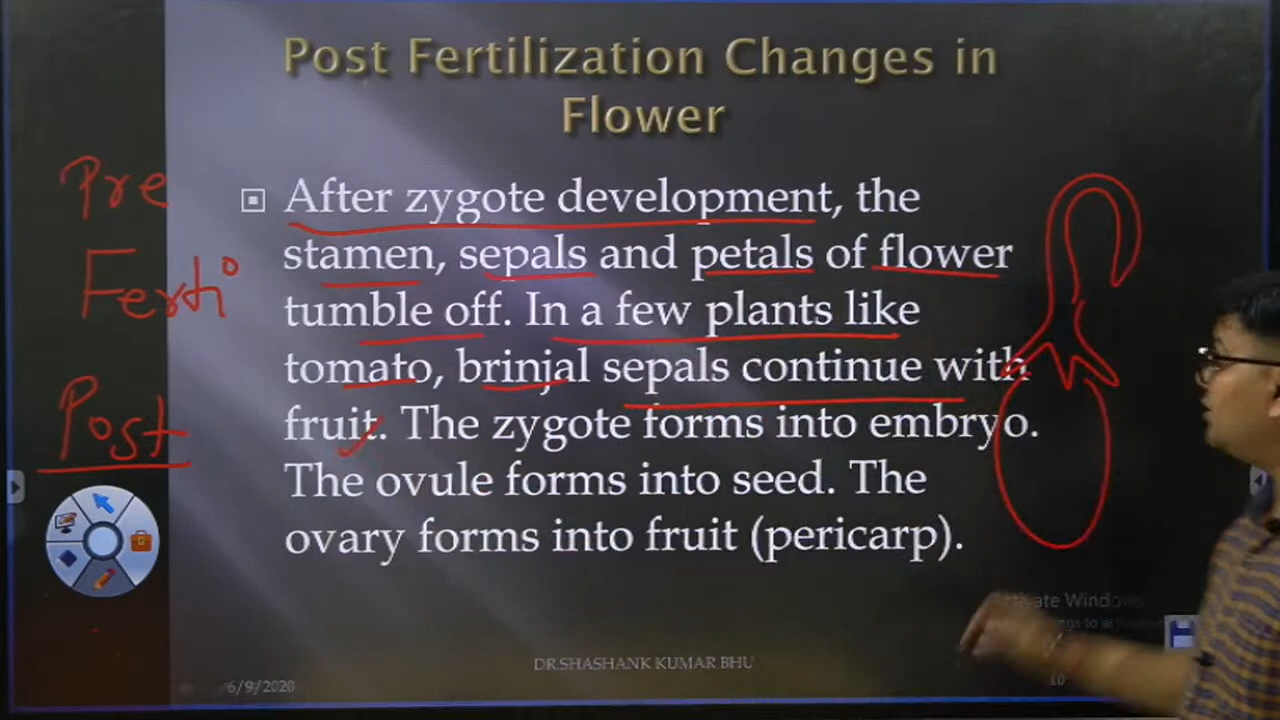 Post Fertilization Changes in
Flower
Pre
Ferti°
Post
After zygote development, the
stamen, sepals and petals of flower
tumble off. In a few plants like
tomato, brinjal sepals continue with
fruit. The zygote forms into embryo.
The ovule forms into seed. The
ovary forms into fruit (pericarp).
DR.SHASHANK KUMAR BHU
6/9/2020
10